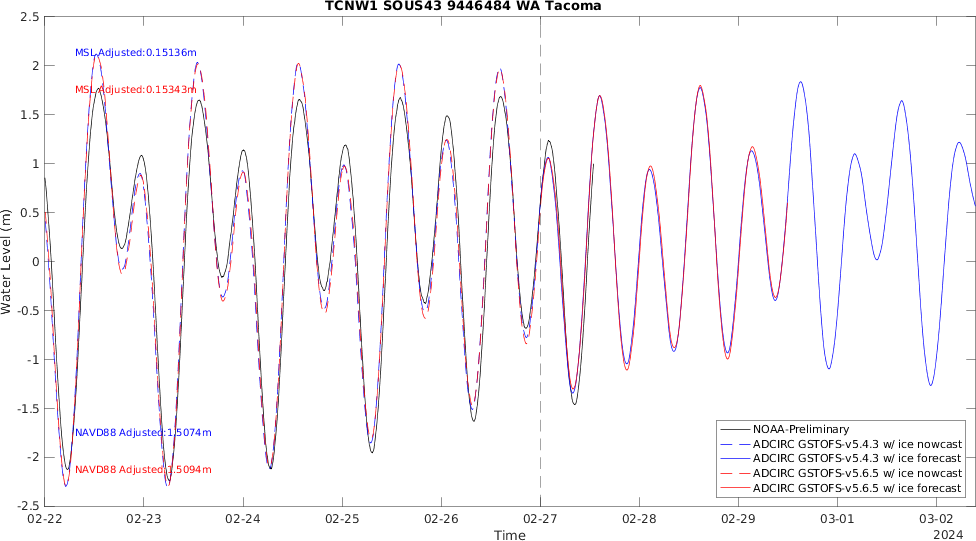 TCNW1 SOUS43 9446484 WA Tacoma
2.5
2
1.5
1
0.5
0
-0.5
-1
-1.5
-2
-2.5
Water Level (m)
MSL Adjusted:0.15136m
MSL Adjusted:0.15343m
NAVD88 Adjusted:1.5074m
NAVD88 Adjusted:1.5094m
NOAA-Preliminary
ADCIRC GSTOFS-v5.4.3 w/ ice nowcast
ADCIRC GSTOFS-v5.4.3 w/ ice forecast
ADCIRC GSTOFS-v5.6.5 w/ ice nowcast
ADCIRC GSTOFS-v5.6.5 w/ ice forecast
02-22 02-23 02-24 02-25 02-26 02-27 02-28 02-29 03-01 03-02
Time
2024